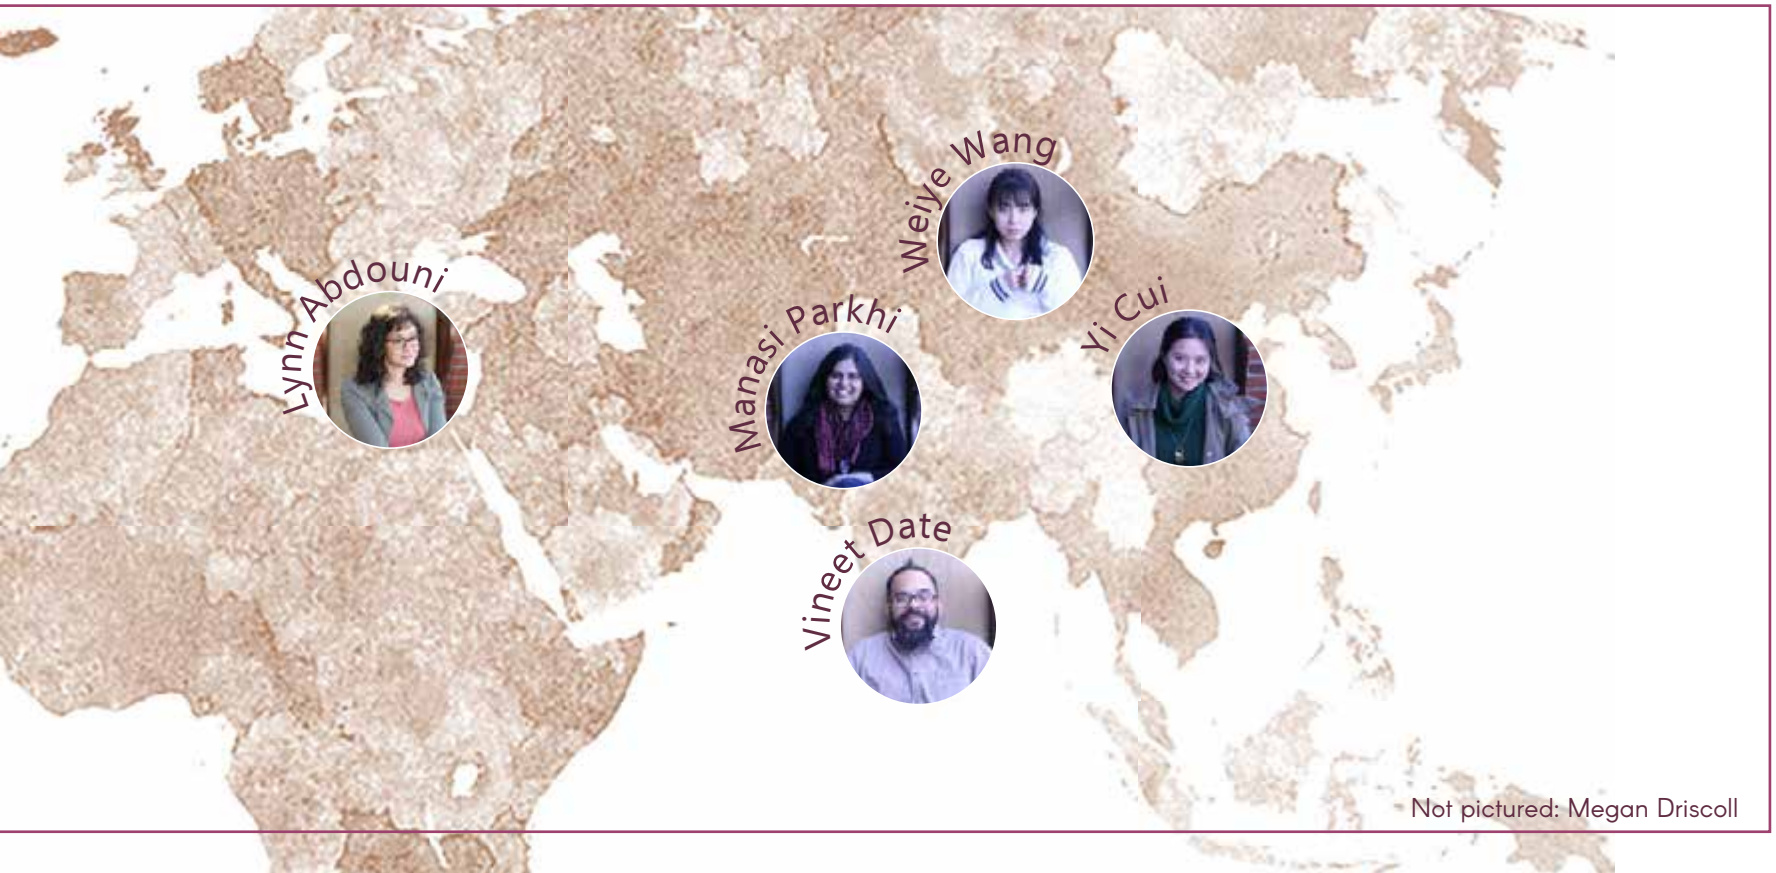 Weiye Wang
Lynn Abdouni
Manasi Parkhi
Yi Cui
Vineet Date
Not pictured: Megan Driscoll